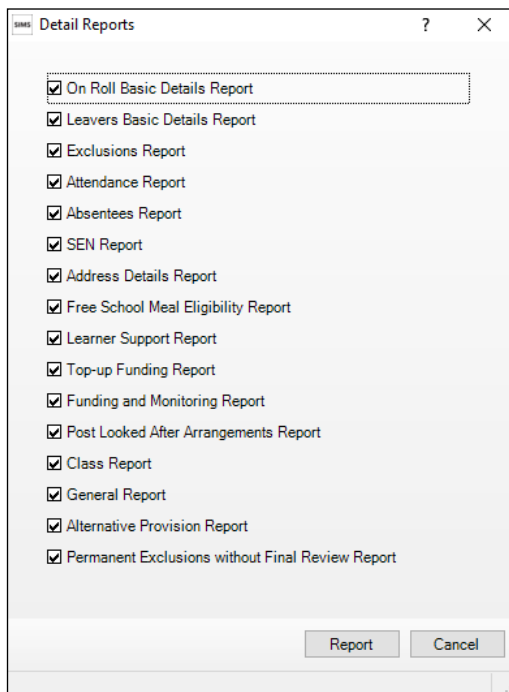 SIMS Detail Reports ? X
On Roll Basic Details Report
Leavers Basic Details Report
Exclusions Report
Attendance Report
Absentees Report
SEN Report
Address Details Report
Free School Meal Eligibility Report
Learner Support Report
Top-up Funding Report
Funding and Monitoring Report
Post Looked After Arrangements Report
Class Report
General Report
Alternative Provision Report
Permanent Exclusions without Final Review Report
Report Cancel